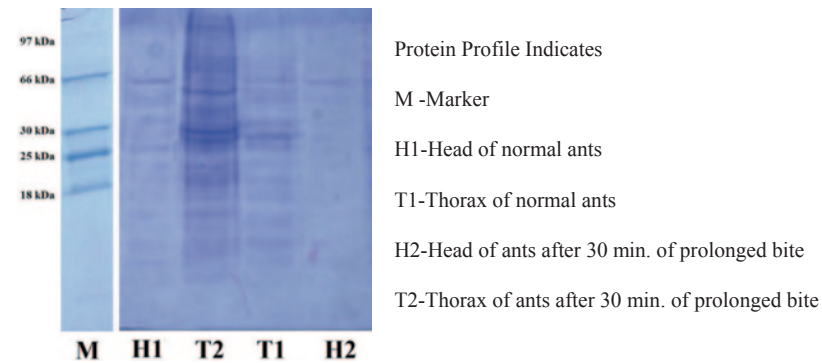 97 kDa
66 kDa
30 kDa
25 kDa
18 kDa
M H1 T2 T1 H2
Protein Profile Indicates
M -Marker
H1-Head of normal ants
T1-Thorax of normal ants
H2-Head of ants after 30 min. of prolonged bite
T2-Thorax of ants after 30 min. of prolonged bite